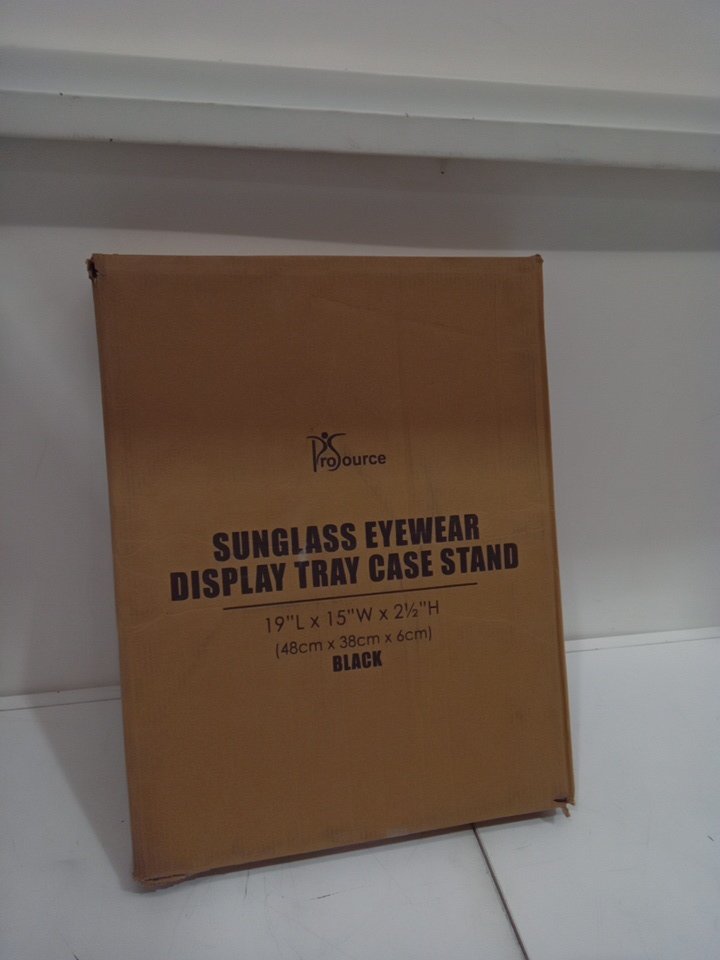 ProSource
SUNGLASS EYEWEAR
DISPLAY TRAY CASE STAND
19"L x 15"W x 2½"H
(48cm x 38cm x 6cm)
BLACK